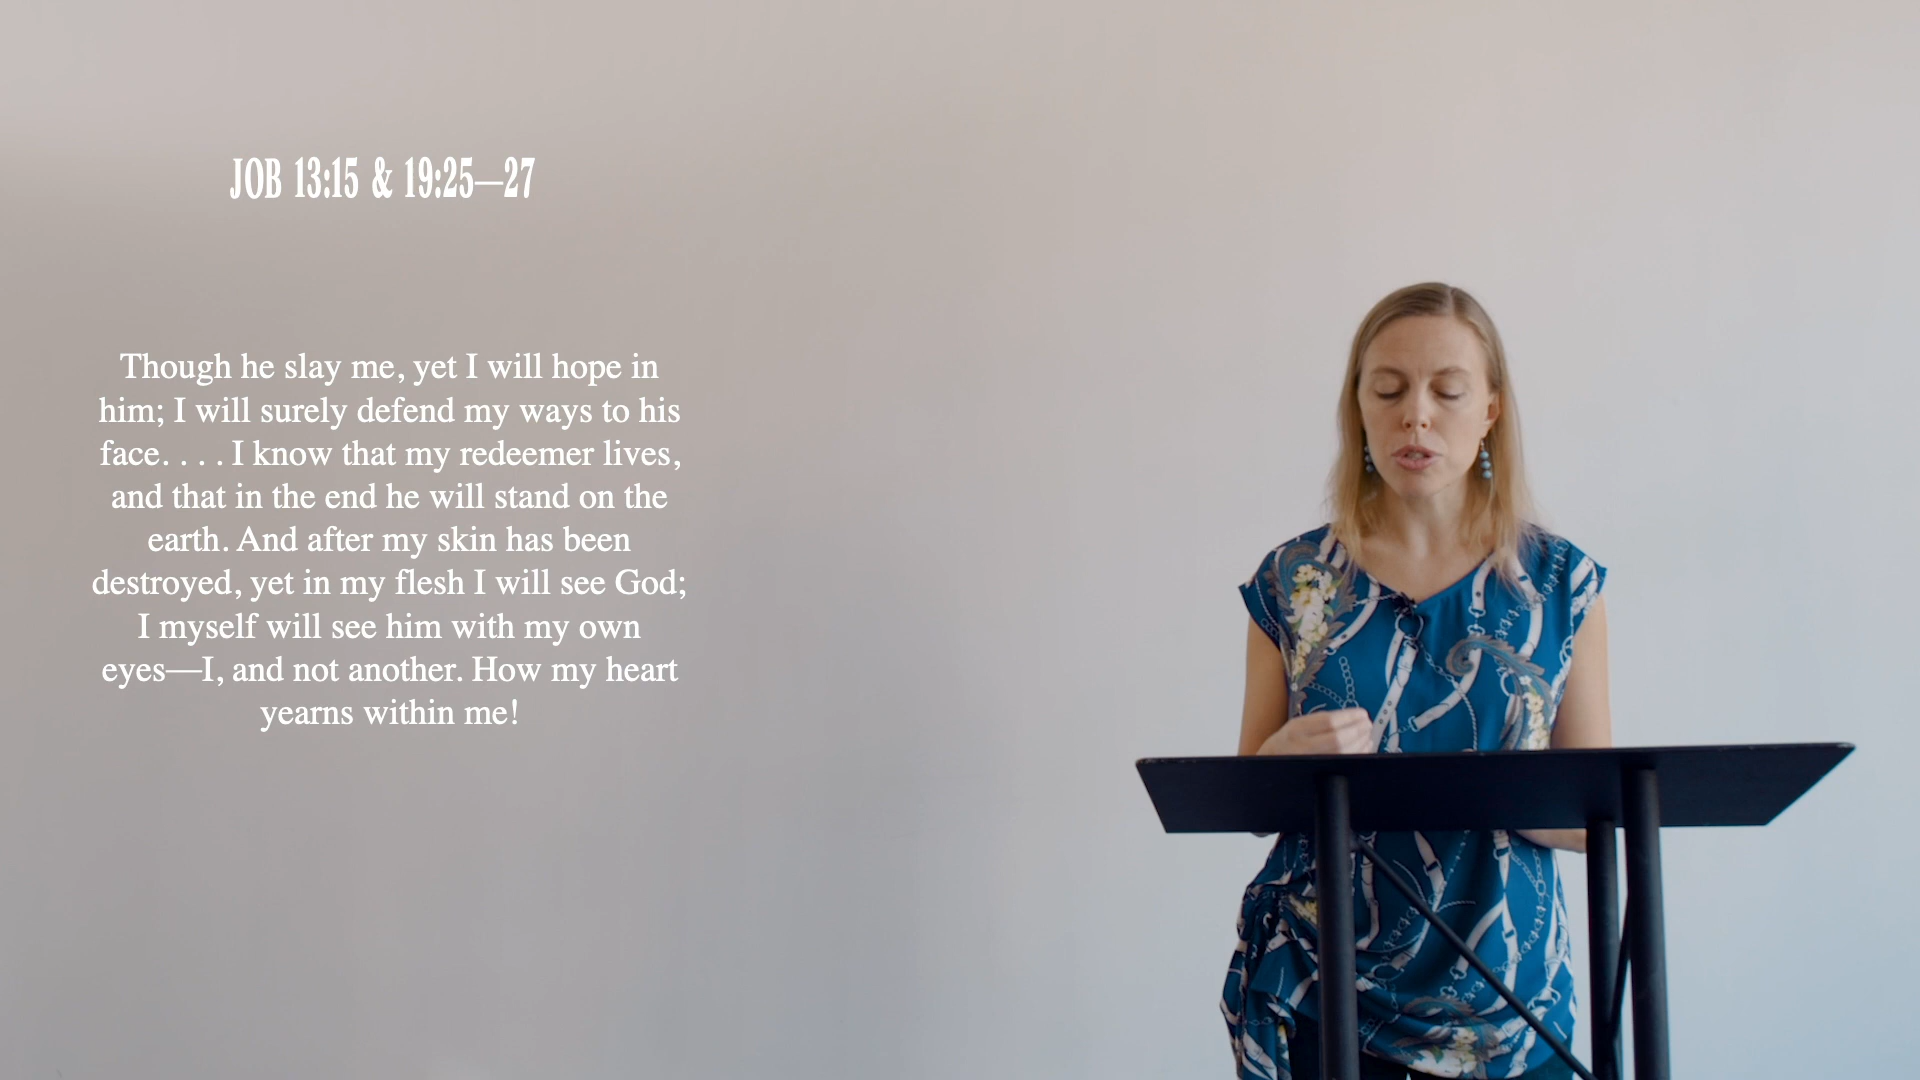 JOB 13:15 & 19:25—27
Though he slay me, yet I will hope in
him; I will surely defend my ways to his
face. . . . I know that my redeemer lives,
and that in the end he will stand on the
earth. And after my skin has been
destroyed, yet in my flesh I will see God;
I myself will see him with my own
eyes—I, and not another. How my heart
yearns within me!